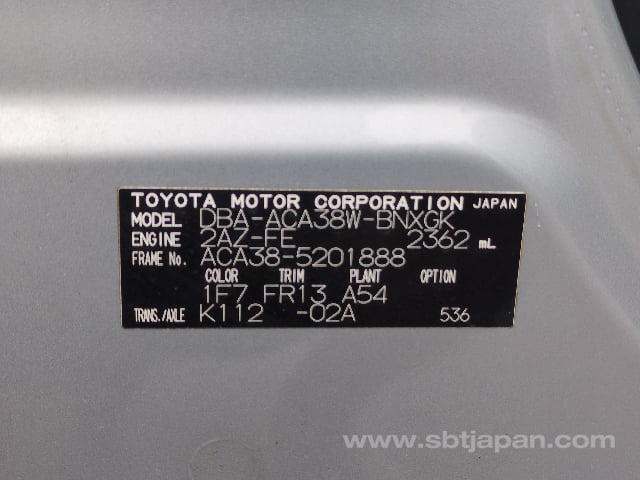 TOYOTA MOTOR CORPORATION JAPAN
MODEL DBA-ACA38W-BNXGK
ENGINE 2AZ-FE 2362 mL
FRAME No. ACA38-5201888
COLOR TRIM PLANT OPTION
1F7 FR13 A54
TRANS./AXLE K112 -02A 536
www.sbtjapan.com/